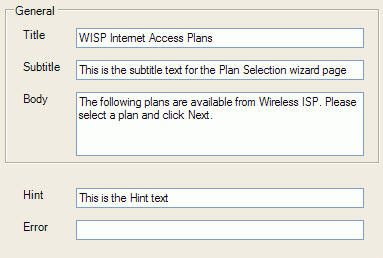 General
Title
WISP Internet Access Plans
Subtitle
This is the subtitle text for the Plan Selection wizard page
Body
The following plans are available from Wireless ISP. Please
select a plan and click Next.
Hint
This is the Hint text
Error